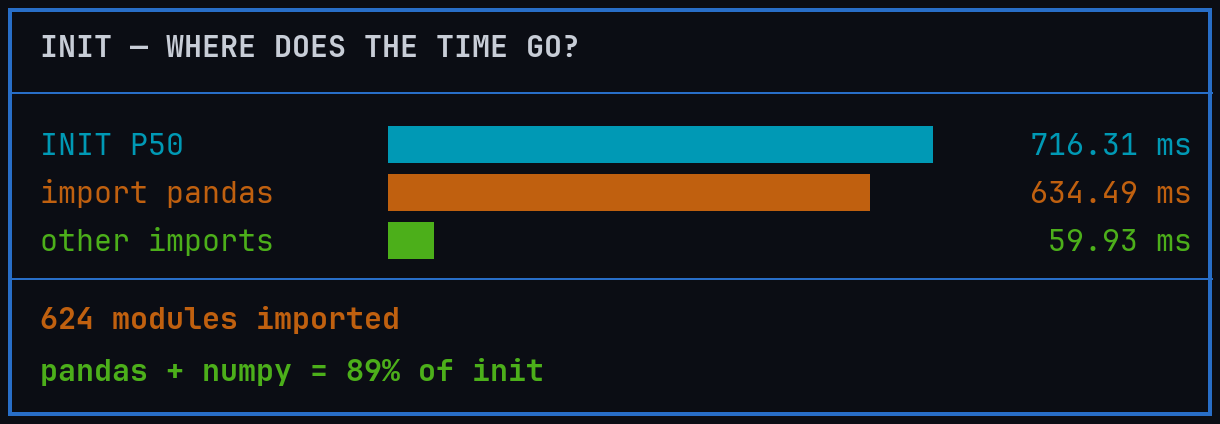 INIT — WHERE DOES THE TIME GO?
INIT P50 716.31 ms
import pandas 634.49 ms
other imports 59.93 ms
624 modules imported
pandas + numpy = 89% of init